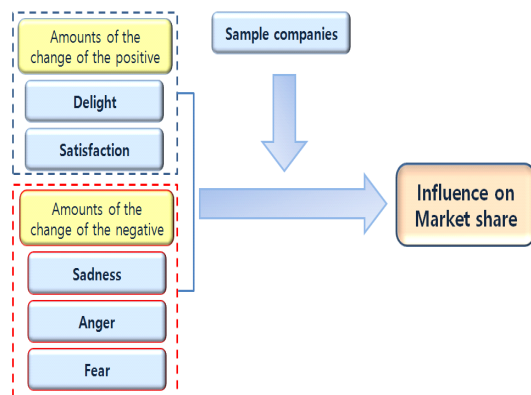 Amounts of the
change of the positive
Delight
Satisfaction
Amounts of the
change of the negative
Sadness
Anger
Fear
Sample companies
Influence on
Market share